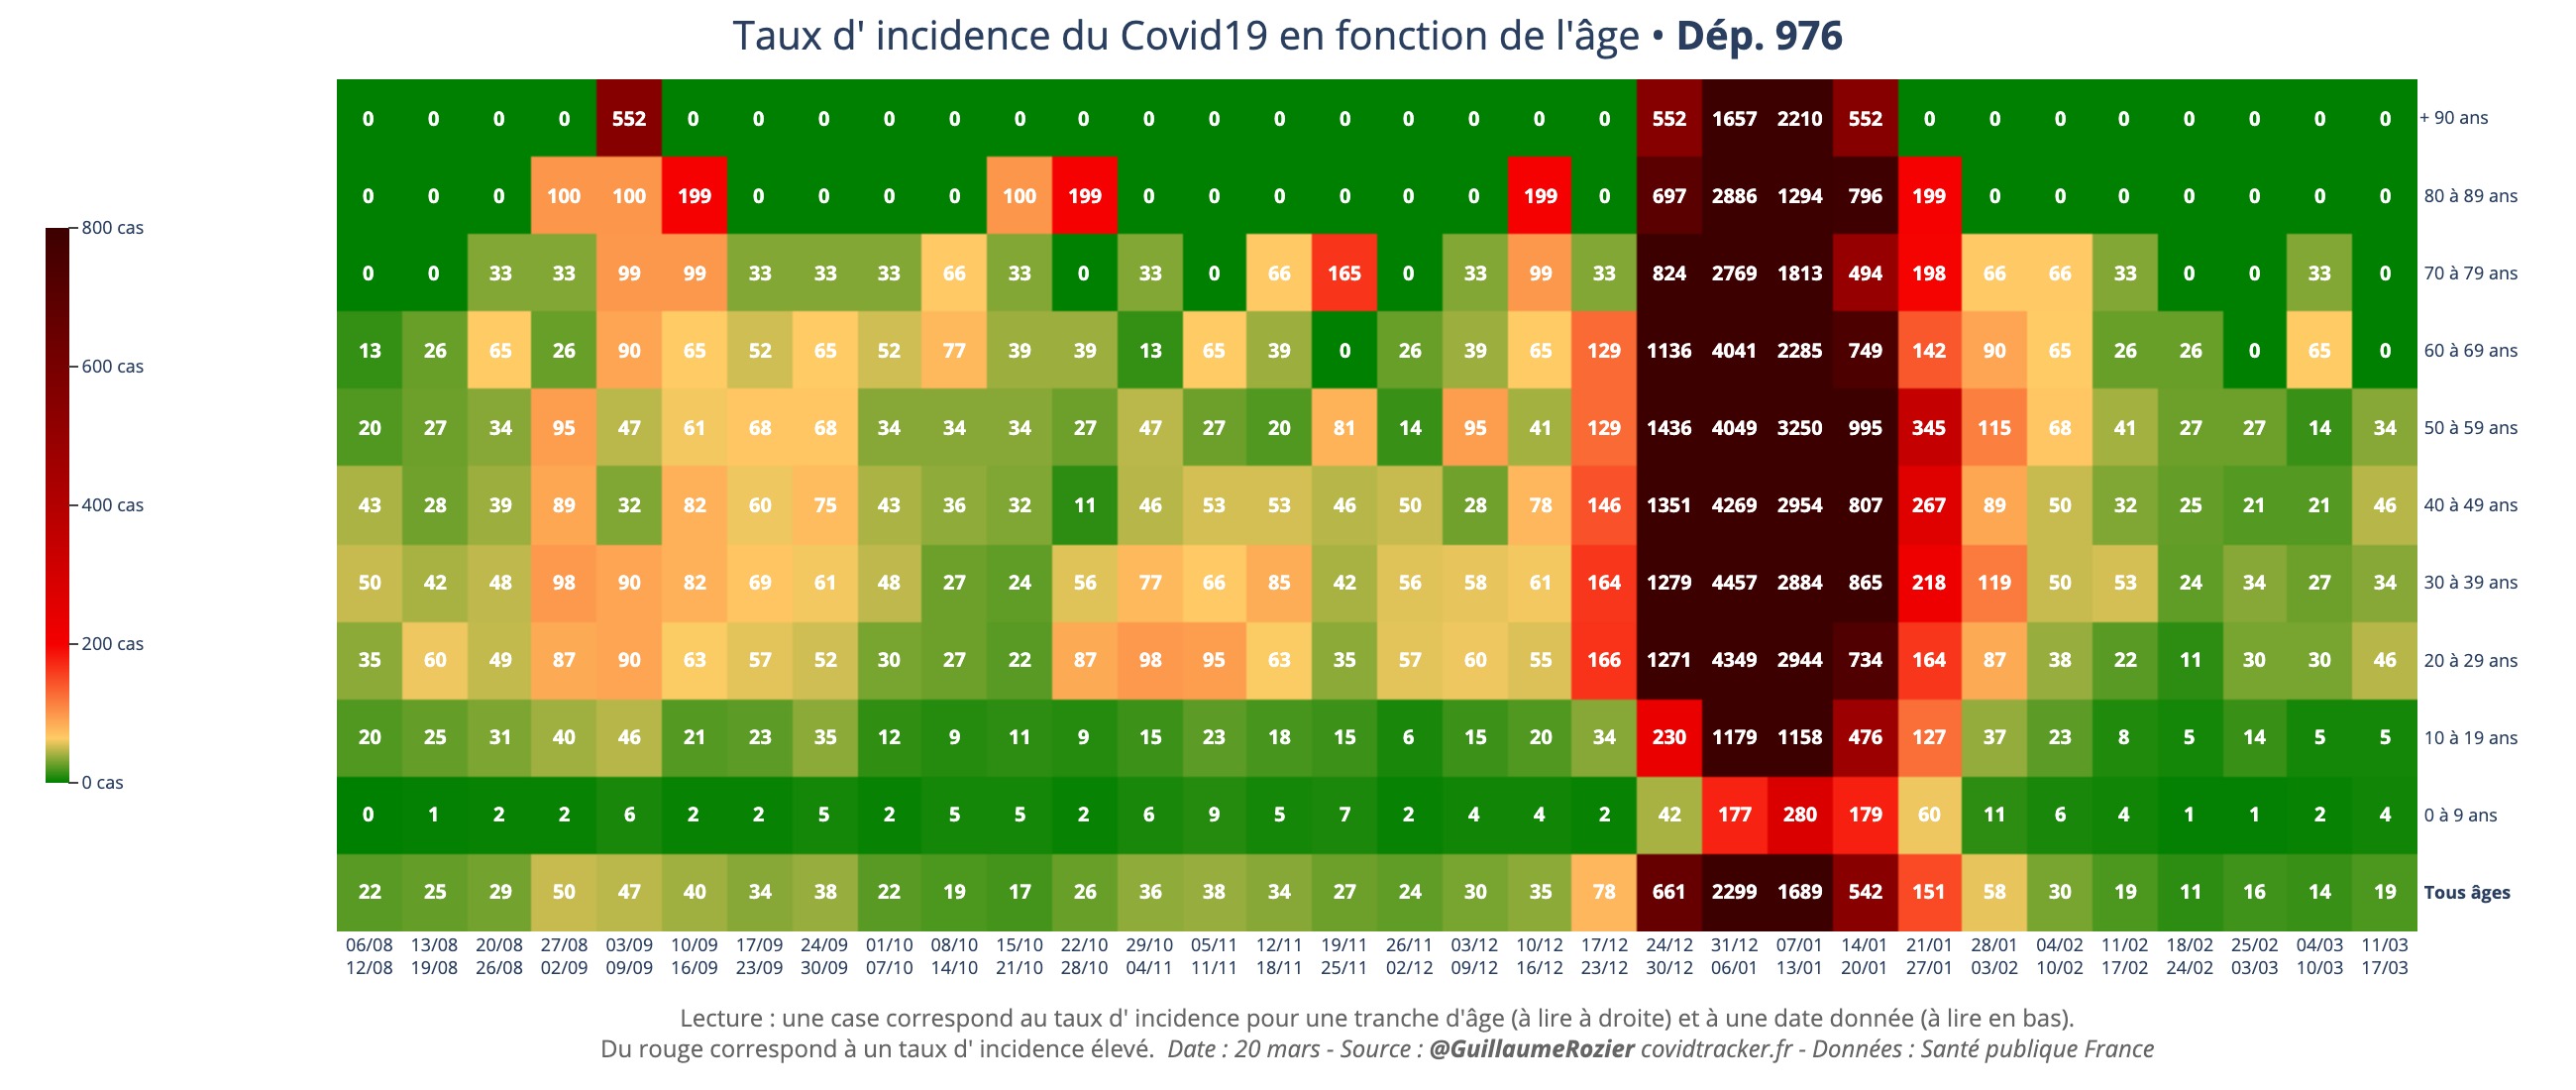 Taux d' incidence du Covid19 en fonction de l'âge • Dép. 976
800 cas
600 cas
400 cas
200 cas
0 cas
0 0 0 0 552 0 0 0 0 0 0 0 0 0 0 0 0 0 0 0 552 1657 2210 552 0 0 0 0 0 0 0 0 + 90 ans
0 0 0 100 100 199 0 0 0 0 100 199 0 0 0 0 0 0 199 0 697 2886 1294 796 199 0 0 0 0 0 0 0 80 à 89 ans
0 0 33 33 99 99 33 33 33 66 33 0 33 0 66 165 0 33 99 33 824 2769 1813 494 198 66 66 33 0 0 33 0 70 à 79 ans
13 26 65 26 90 65 52 65 52 77 39 39 13 65 39 0 26 39 65 129 1136 4041 2285 749 142 90 65 26 26 0 65 0 60 à 69 ans
20 27 34 95 47 61 68 68 34 34 34 27 47 27 20 81 14 95 41 129 1436 4049 3250 995 345 115 68 41 27 27 14 34 50 à 59 ans
43 28 39 89 32 82 60 75 43 36 32 11 46 53 53 46 50 28 78 146 1351 4269 2954 807 267 89 50 32 25 21 21 46 40 à 49 ans
50 42 48 98 90 82 69 61 48 27 24 56 77 66 85 42 56 58 61 164 1279 4457 2884 865 218 119 50 53 24 34 27 34 30 à 39 ans
35 60 49 87 90 63 57 52 30 27 22 87 98 95 63 35 57 60 55 166 1271 4349 2944 734 164 87 38 22 11 30 30 46 20 à 29 ans
20 25 31 40 46 21 23 35 12 9 11 9 15 23 18 15 6 15 20 34 230 1179 1158 476 127 37 23 8 5 14 5 5 10 à 19 ans
0 1 2 2 6 2 2 5 2 5 5 2 6 9 5 7 2 4 4 2 42 177 280 179 60 11 6 4 1 1 2 4 0 à 9 ans
22 25 29 50 47 40 34 38 22 19 17 26 36 38 34 27 24 30 35 78 661 2299 1689 542 151 58 30 19 11 16 14 19 Tous âges
06/08 13/08 20/08 27/08 03/09 10/09 17/09 24/09 01/10 08/10 15/10 22/10 29/10 05/11 12/11 19/11 26/11 03/12 10/12 17/12 24/12 31/12 07/01 14/01 21/01 28/01 04/02 11/02 18/02 25/02 04/03 11/03
12/08 19/08 26/08 02/09 09/09 16/09 23/09 30/09 07/10 14/10 21/10 28/10 04/11 11/11 18/11 25/11 02/12 09/12 16/12 23/12 30/12 06/01 13/01 20/01 27/01 03/02 10/02 17/02 24/02 03/03 10/03 17/03
Lecture : une case correspond au taux d' incidence pour une tranche d'âge (à lire à droite) et à une date donnée (à lire en bas).
Du rouge correspond à un taux d' incidence élevé. Date : 20 mars - Source : @GuillaumeRozier covidtracker.fr - Données : Santé publique France